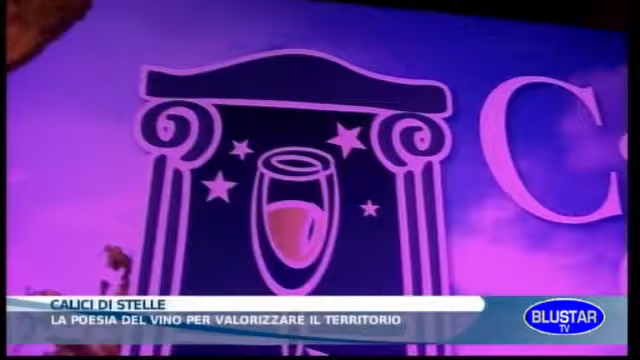 C
CALICI DI STELLE
LA POESIA DEL VINO PER VALORIZZARE IL TERRITORIO
BLUSTAR
TV